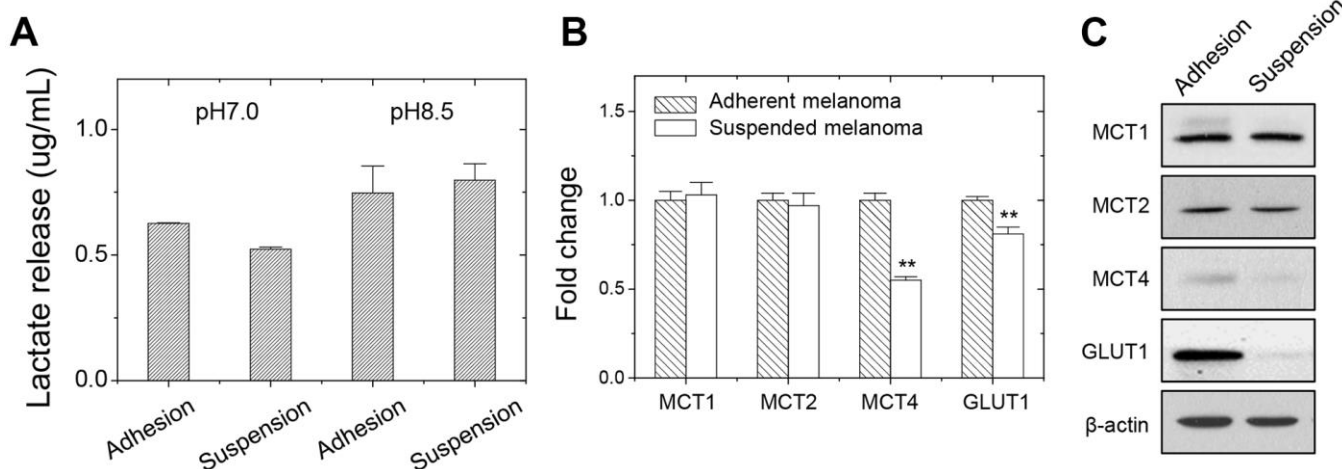 A
Lactate release (ug/mL)
1.0
0.5
0.0
pH7.0
pH8.5
Adhesion
Suspension
Adhesion
Suspension
B
Fold change
1.5
1.0
0.5
0.0
Adherent melanoma
Suspended melanoma
**
**
MCT1
MCT2
MCT4
GLUT1
C
Adhesion
Suspension
MCT1
MCT2
MCT4
GLUT1
β-actin